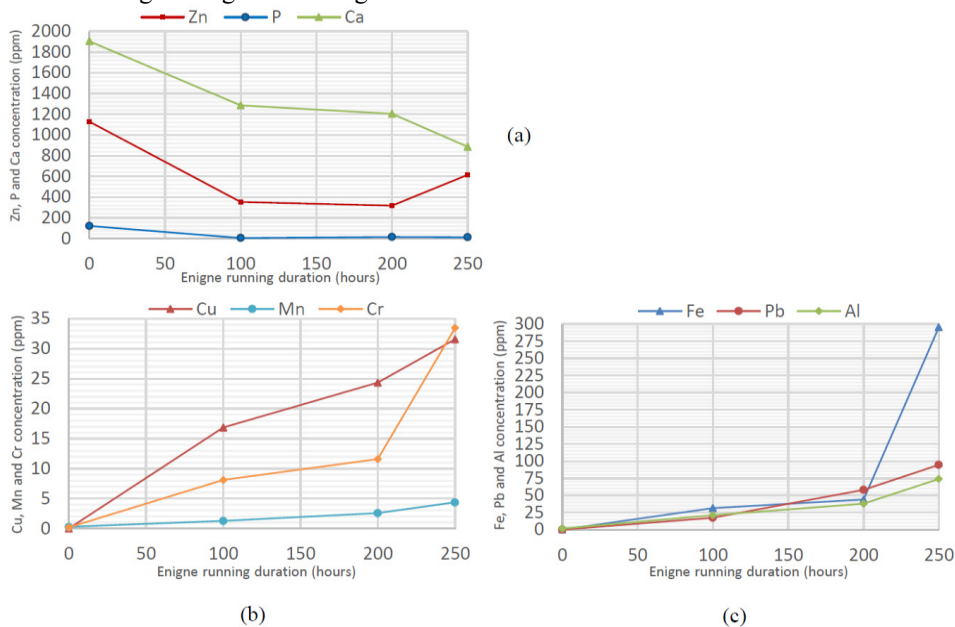 Zn P Ca
Zn, P and Ca concentration (ppm)
2000
1800
1600
1400
1200
1000
800
600
400
200
0
0 50 100 150 200 250
Enigne running duration (hours)
(a)
Cu Mn Cr
Cu, Mn and Cr concentration (ppm)
35
30
25
20
15
10
5
0
0 50 100 150 200 250
Enigne running duration (hours)
(b)
Fe Pb Al
Fe, Pb and Al concentration (ppm)
300
275
250
225
200
175
150
125
100
75
50
25
0
0 50 100 150 200 250
Enigne running duration (hours)
(c)